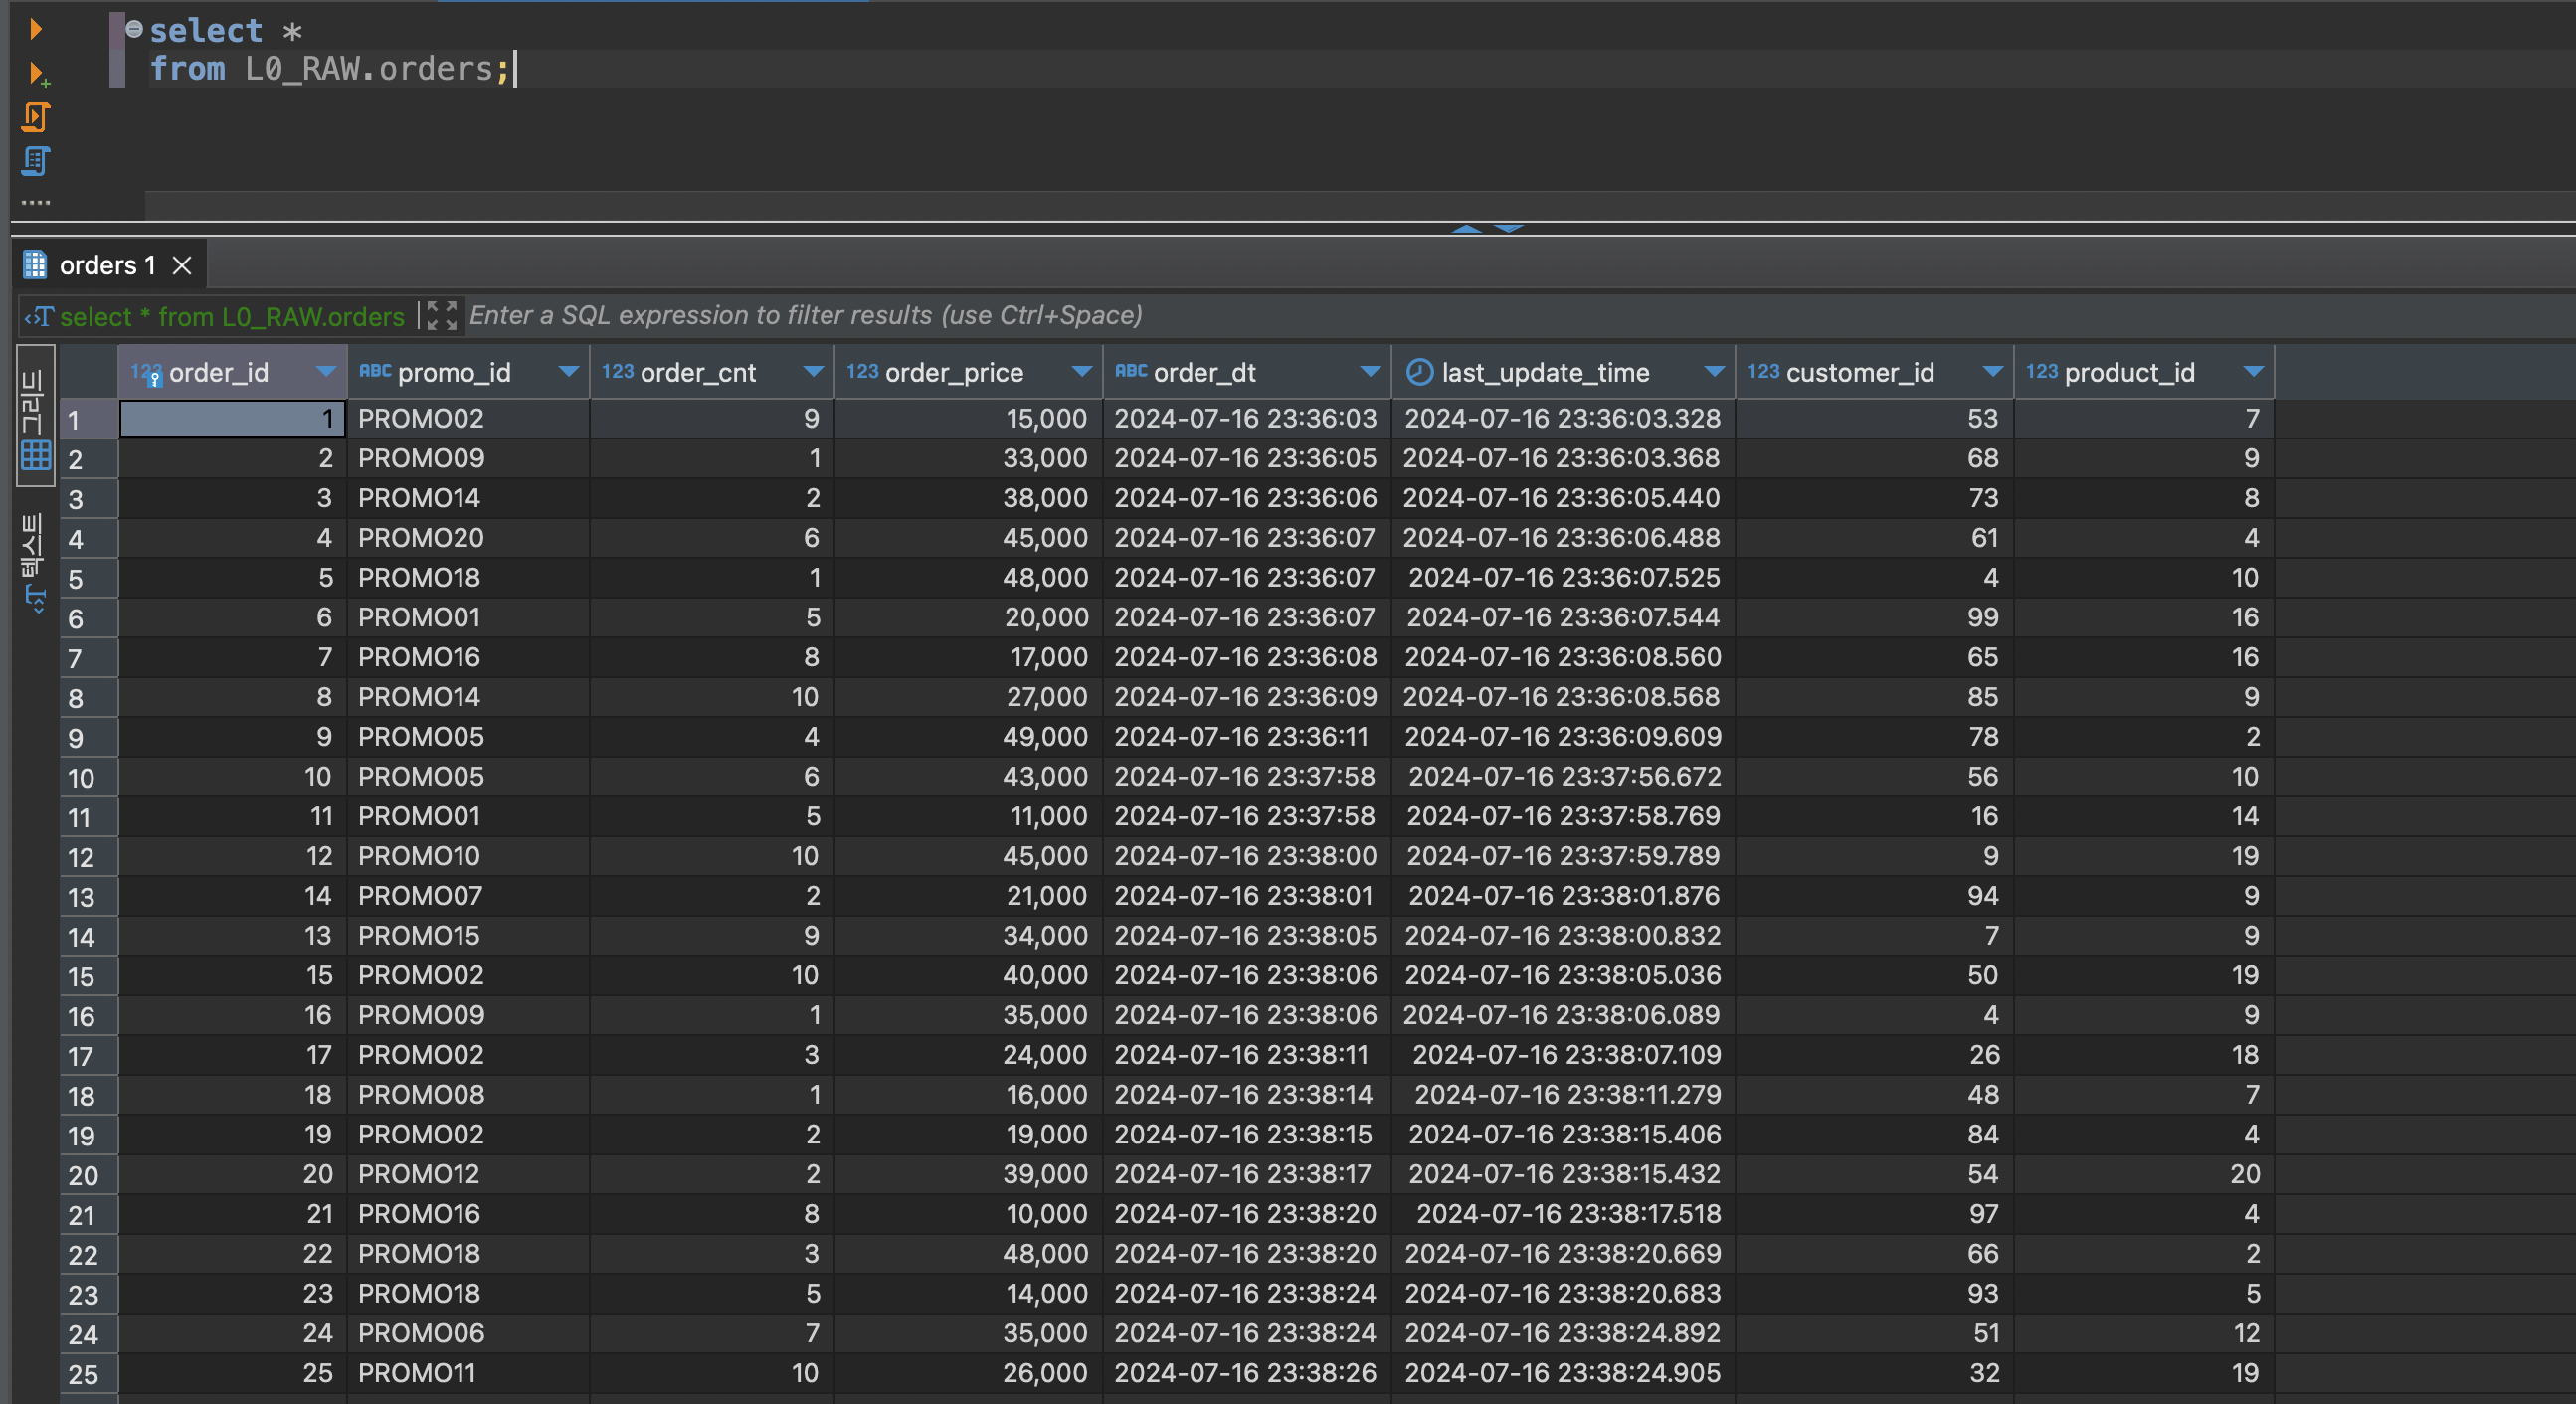 select *
from L0_RAW.orders;
orders 1
select * from L0_RAW.orders Enter a SQL expression to filter results (use Ctrl+Space)
그리드
텍스트
123 order_id ABC promo_id 123 order_cnt 123 order_price ABC order_dt last_update_time 123 customer_id 123 product_id
1 1 PROMO02 9 15,000 2024-07-16 23:36:03 2024-07-16 23:36:03.328 53 7
2 2 PROMO09 1 33,000 2024-07-16 23:36:05 2024-07-16 23:36:03.368 68 9
3 3 PROMO14 2 38,000 2024-07-16 23:36:06 2024-07-16 23:36:05.440 73 8
4 4 PROMO20 6 45,000 2024-07-16 23:36:07 2024-07-16 23:36:06.488 61 4
5 5 PROMO18 1 48,000 2024-07-16 23:36:07 2024-07-16 23:36:07.525 4 10
6 6 PROMO01 5 20,000 2024-07-16 23:36:07 2024-07-16 23:36:07.544 99 16
7 7 PROMO16 8 17,000 2024-07-16 23:36:08 2024-07-16 23:36:08.560 65 16
8 8 PROMO14 10 27,000 2024-07-16 23:36:09 2024-07-16 23:36:08.568 85 9
9 9 PROMO05 4 49,000 2024-07-16 23:36:11 2024-07-16 23:36:09.609 78 2
10 10 PROMO05 6 43,000 2024-07-16 23:37:58 2024-07-16 23:37:56.672 56 10
11 11 PROMO01 5 11,000 2024-07-16 23:37:58 2024-07-16 23:37:58.769 16 14
12 12 PROMO10 10 45,000 2024-07-16 23:38:00 2024-07-16 23:37:59.789 9 19
13 14 PROMO07 2 21,000 2024-07-16 23:38:01 2024-07-16 23:38:01.876 94 9
14 13 PROMO15 9 34,000 2024-07-16 23:38:05 2024-07-16 23:38:00.832 7 9
15 15 PROMO02 10 40,000 2024-07-16 23:38:06 2024-07-16 23:38:05.036 50 19
16 16 PROMO09 1 35,000 2024-07-16 23:38:06 2024-07-16 23:38:06.089 4 9
17 17 PROMO02 3 24,000 2024-07-16 23:38:11 2024-07-16 23:38:07.109 26 18
18 18 PROMO08 1 16,000 2024-07-16 23:38:14 2024-07-16 23:38:11.279 48 7
19 19 PROMO02 2 19,000 2024-07-16 23:38:15 2024-07-16 23:38:15.406 84 4
20 20 PROMO12 2 39,000 2024-07-16 23:38:17 2024-07-16 23:38:15.432 54 20
21 21 PROMO16 8 10,000 2024-07-16 23:38:20 2024-07-16 23:38:17.518 97 4
22 22 PROMO18 3 48,000 2024-07-16 23:38:20 2024-07-16 23:38:20.669 66 2
23 23 PROMO18 5 14,000 2024-07-16 23:38:24 2024-07-16 23:38:20.683 93 5
24 24 PROMO06 7 35,000 2024-07-16 23:38:24 2024-07-16 23:38:24.892 51 12
25 25 PROMO11 10 26,000 2024-07-16 23:38:26 2024-07-16 23:38:24.905 32 19